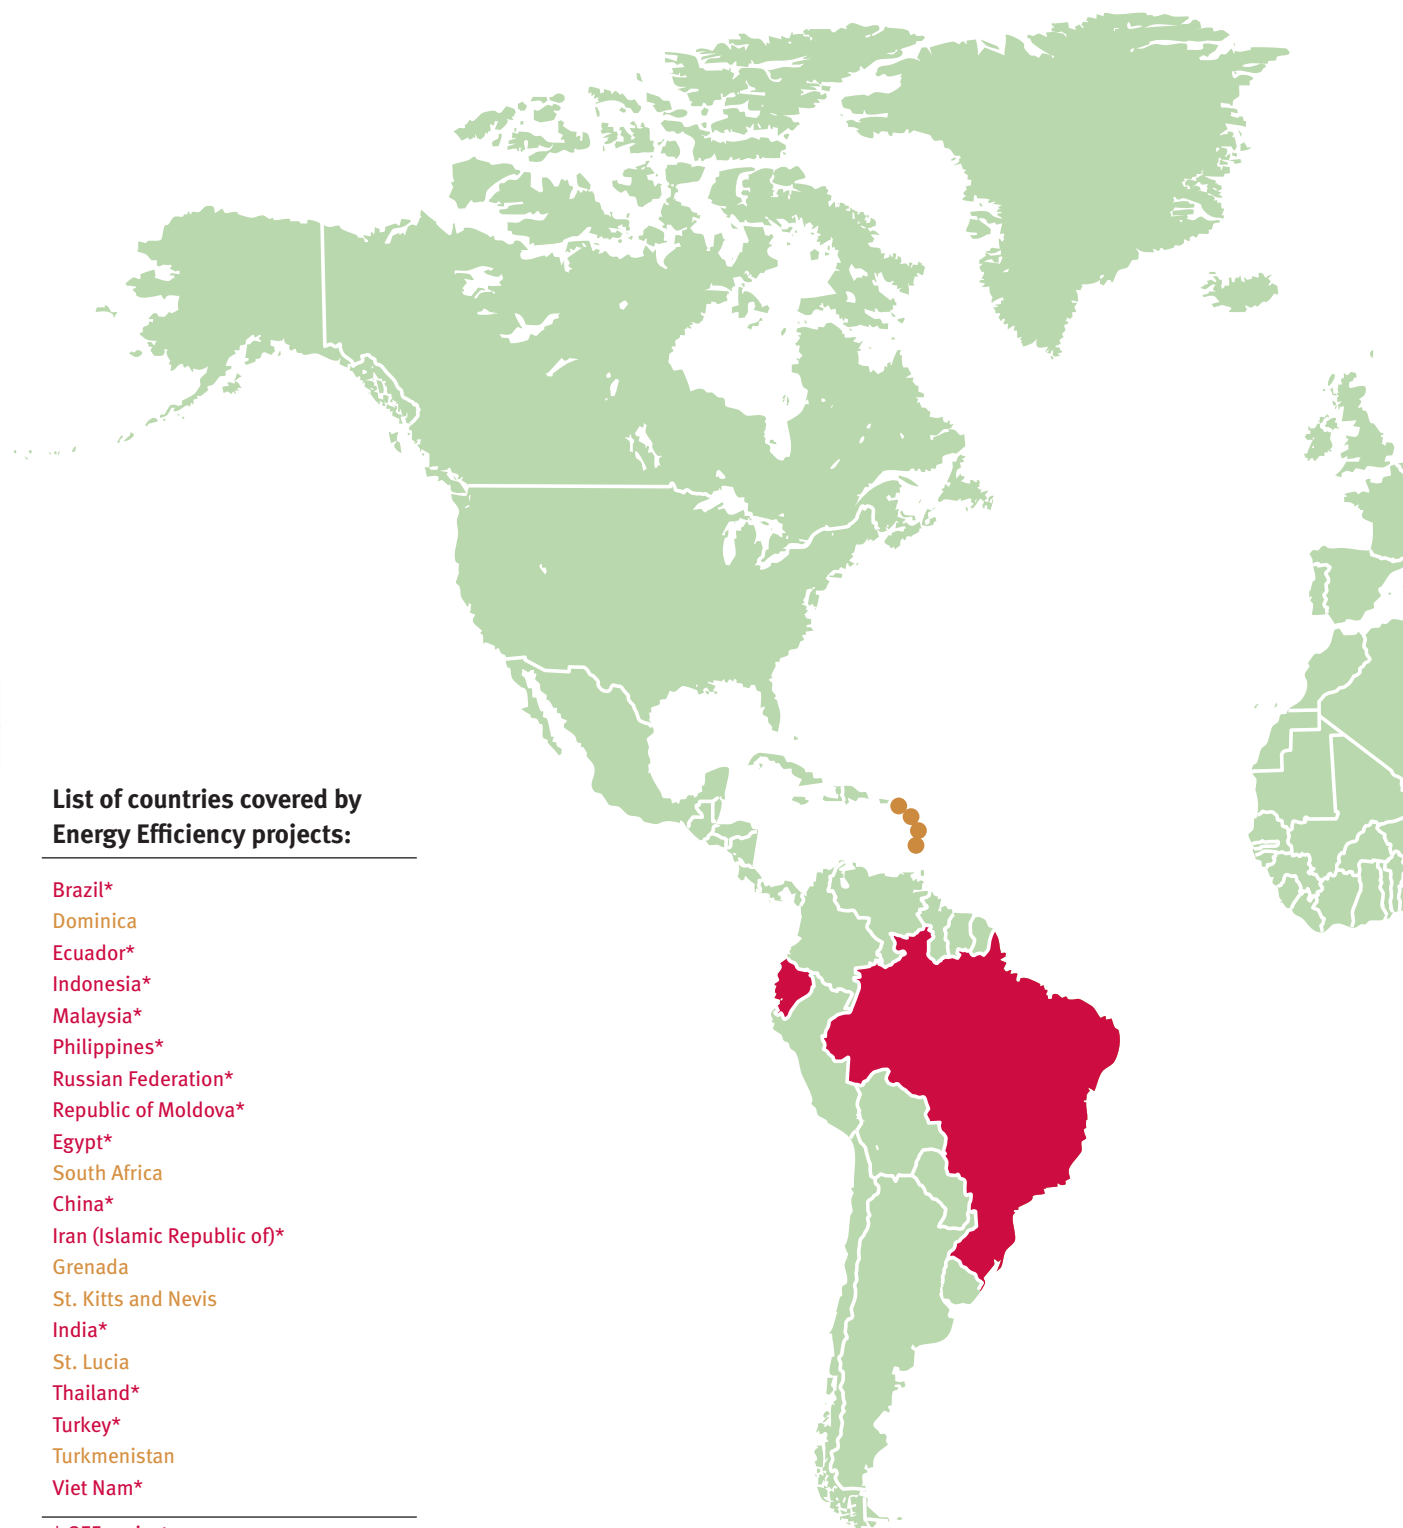 List of countries covered by
Energy Efficiency projects:
Brazil*
Dominica
Ecuador*
Indonesia*
Malaysia*
Philippines*
Russian Federation*
Republic of Moldova*
Egypt*
South Africa
China*
Iran (Islamic Republic of)*
Grenada
St. Kitts and Nevis
India*
St. Lucia
Thailand*
Turkey*
Turkmenistan
Viet Nam*